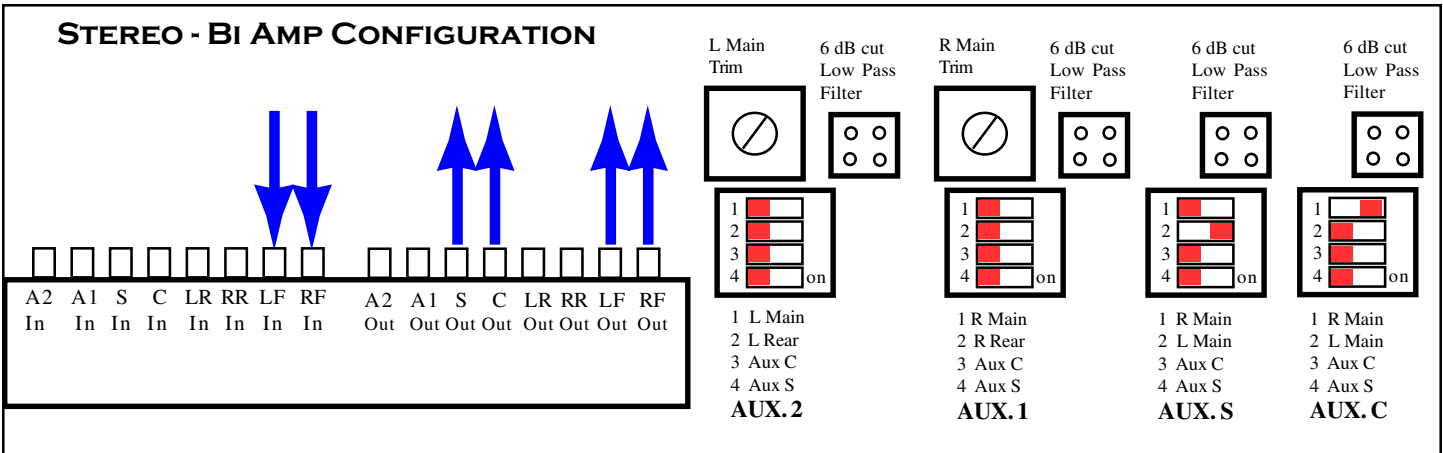 STEREO - BI AMP CONFIGURATION
L Main
Trim
6 dB cut
Low Pass
Filter
R Main
Trim
6 dB cut
Low Pass
Filter
6 dB cut
Low Pass
Filter
6 dB cut
Low Pass
Filter
1
2
3
4 on
1
2
3
4 on
1
2
3
4 on
1
2
3
4 on
A2 A1 S C LR RR LF RF
In In In In In In In In
A2 A1 S C LR RR LF RF
Out Out Out Out Out Out Out Out
1 L Main
2 L Rear
3 Aux C
4 Aux S
AUX. 2
1 R Main
2 R Rear
3 Aux C
4 Aux S
AUX. 1
1 R Main
2 L Main
3 Aux C
4 Aux S
AUX. S
1 R Main
2 L Main
3 Aux C
4 Aux S
AUX. C